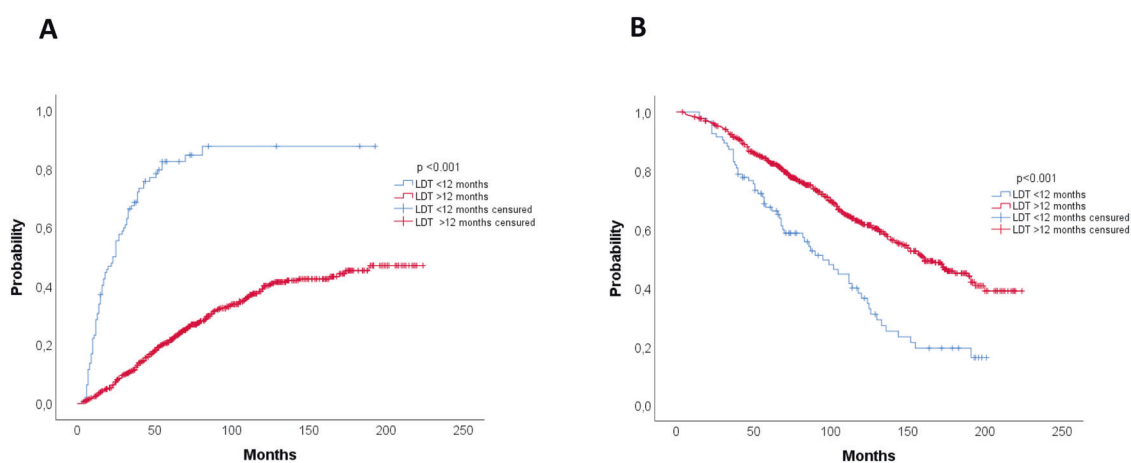 A
p <0.001
LDT <12 months
LDT >12 months
LDT <12 months censured
LDT >12 months censured
Probability
1,0
0,8
0,6
0,4
0,2
0,0
0 50 100 150 200 250
Months
B
p<0.001
LDT <12 months
LDT >12 months
LDT <12 months censured
LDT >12 months censured
Probability
1,0
0,8
0,6
0,4
0,2
0,0
0 50 100 150 200 250
Months